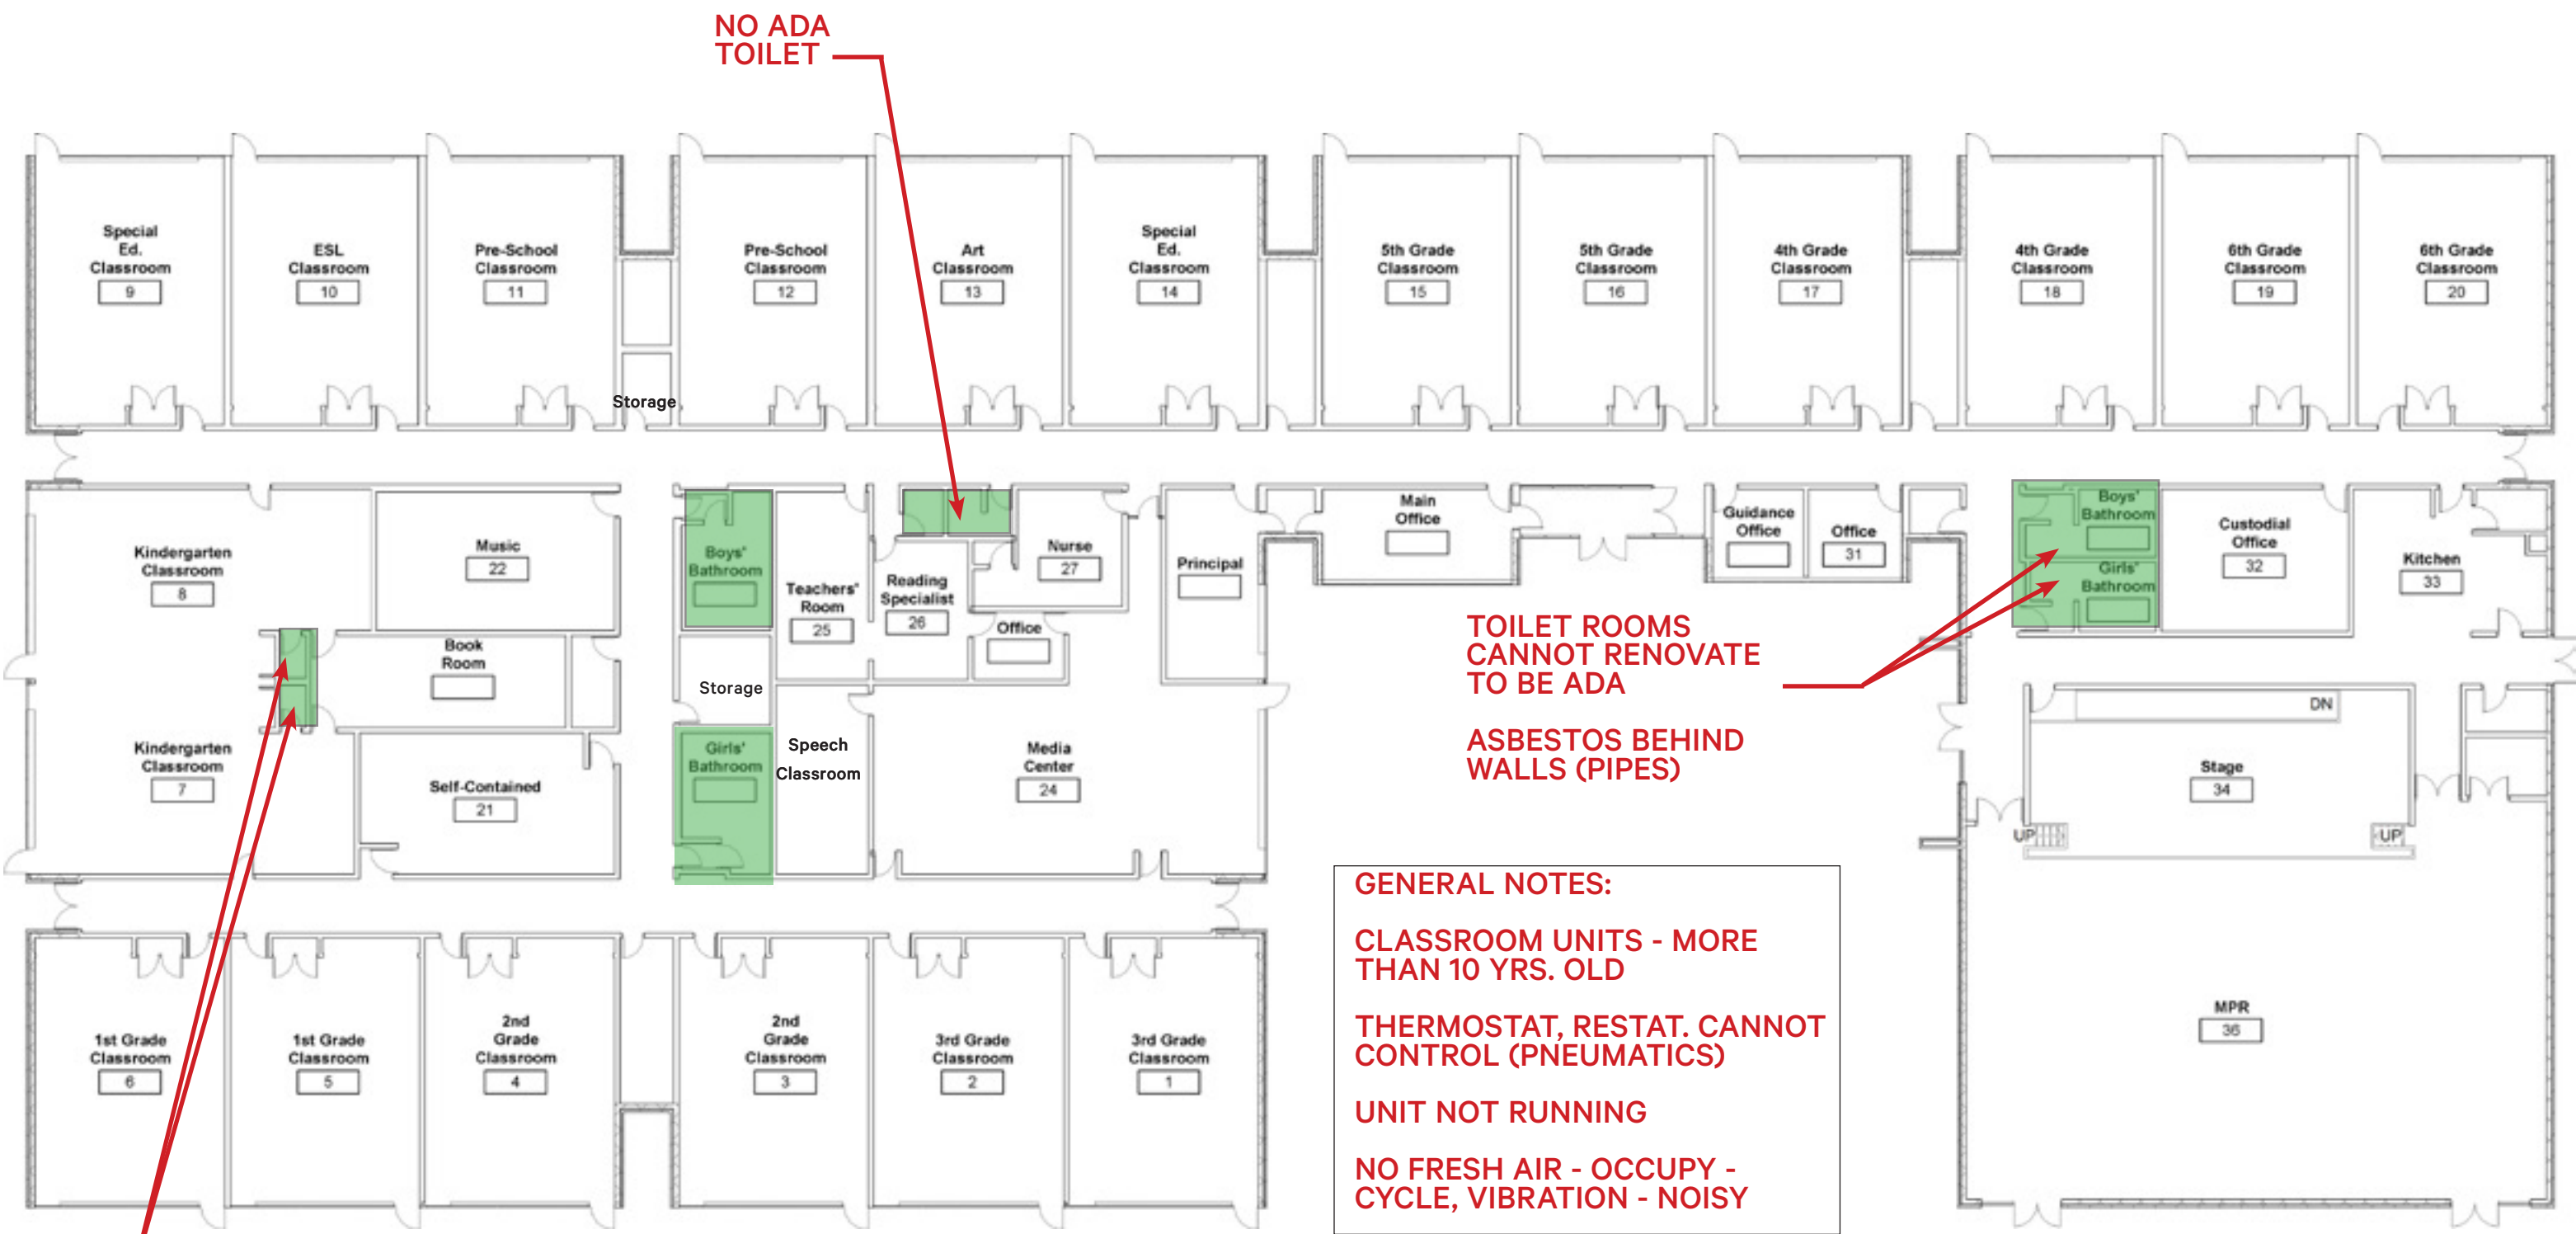 NO ADA
TOILET
Special
Ed.
Classroom
9
ESL
Classroom
10
Pre-School
Classroom
11
Storage
Pre-School
Classroom
12
Art
Classroom
13
Special
Ed.
Classroom
14
5th Grade
Classroom
15
5th Grade
Classroom
16
4th Grade
Classroom
17
4th Grade
Classroom
18
6th Grade
Classroom
19
6th Grade
Classroom
20
Kindergarten
Classroom
8
Music
22
Boys'
Bathroom
Teachers'
Room
25
Reading
Specialist
26
Nurse
27
Office
Principal
Main
Office
Guidance
Office
Office
31
Boys'
Bathroom
Girls'
Bathroom
Custodial
Office
32
Kitchen
33
Book
Room
Storage
Kindergarten
Classroom
7
Self-Contained
21
Girls'
Bathroom
Speech
Classroom
Media
Center
24
TOILET ROOMS
CANNOT RENOVATE
TO BE ADA
ASBESTOS BEHIND
WALLS (PIPES)
DN
Stage
34
UP
UP
1st Grade
Classroom
6
1st Grade
Classroom
5
2nd
Grade
Classroom
4
2nd
Grade
Classroom
3
3rd Grade
Classroom
2
3rd Grade
Classroom
1
GENERAL NOTES:
CLASSROOM UNITS - MORE
THAN 10 YRS. OLD
THERMOSTAT, RESTAT. CANNOT
CONTROL (PNEUMATICS)
UNIT NOT RUNNING
NO FRESH AIR - OCCUPY -
CYCLE, VIBRATION - NOISY
MPR
36